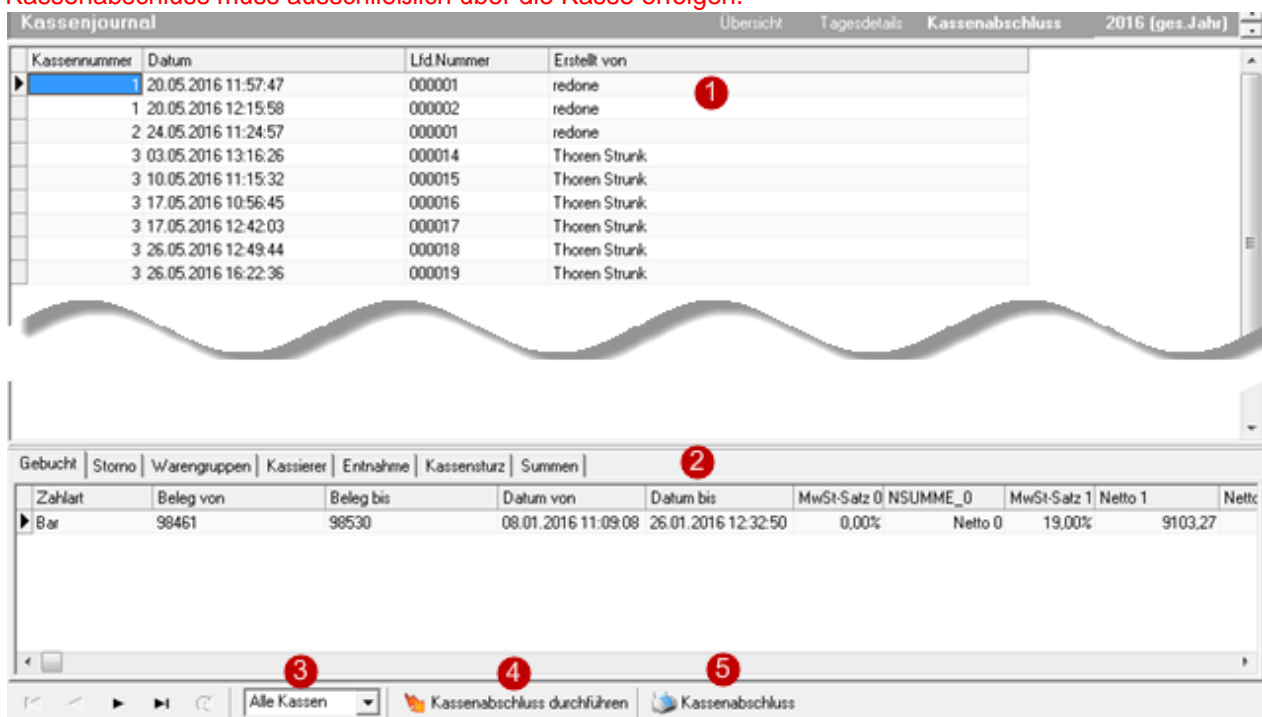 Kassenabschluss muss ausschließlich über die Kasse erfolgen.
Kassenjournal Übersicht Tagesdetails Kassenabschluss 2016 (ges.Jahr)
Kassennummer Datum Lfd.Nummer Erstellt von
1 20.05.2016 11:57:47 000001 redone
1
1 20.05.2016 12:15:58 000002 redone
2 24.05.2016 11:24:57 000001 redone
3 03.05.2016 13:16:26 000014 Thoren Strunk
3 10.05.2016 11:15:32 000015 Thoren Strunk
3 17.05.2016 10:56:45 000016 Thoren Strunk
3 17.05.2016 12:42:03 000017 Thoren Strunk
3 26.05.2016 12:49:44 000018 Thoren Strunk
3 26.05.2016 16:22:36 000019 Thoren Strunk
Gebucht Storno Warengruppen Kassierer Entnahme Kassensturz Summen 2
Zahlart Beleg von Beleg bis Datum von Datum bis MwSt-Satz 0 NSUMME_0 MwSt-Satz 1 Netto 1 Netto
Bar 98461 98530 08.01.2016 11:09:08 26.01.2016 12:32:50 0,00% Netto 0 19,00% 9103,27
3 4 5
Alle Kassen Kassenabschluss durchführen Kassenabschluss